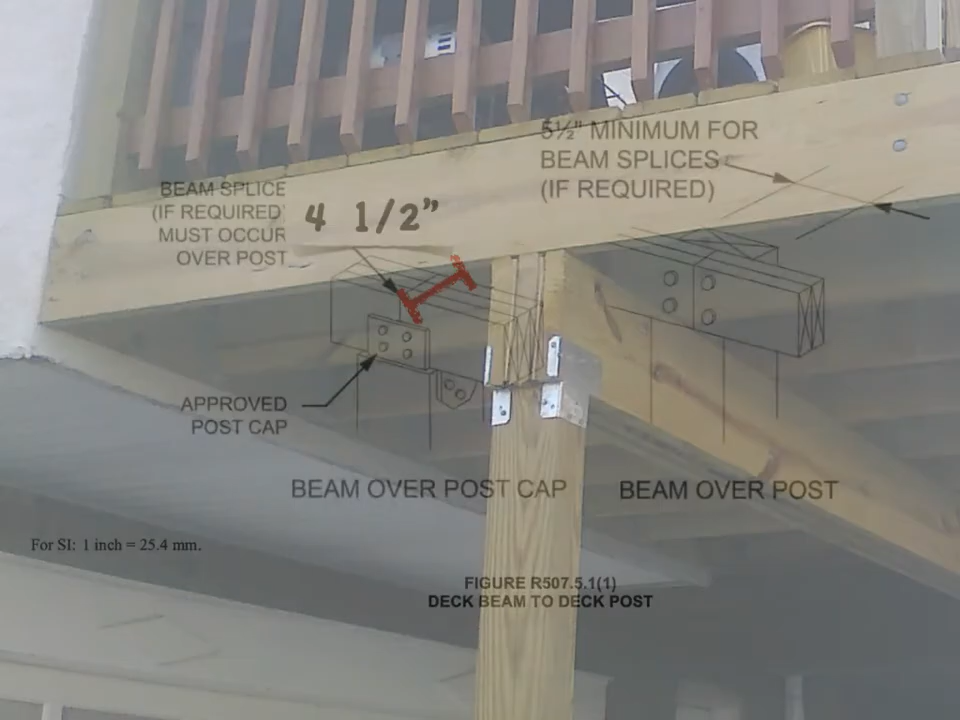 5½" MINIMUM FOR
BEAM SPLICES
(IF REQUIRED)
BEAM SPLICE
(IF REQUIRED
MUST OCCUR
OVER POST
4 1/2”
APPROVED
POST CAP
BEAM OVER POST CAP
BEAM OVER POST
For SI: 1 inch = 25.4 mm.
FIGURE R507.5.1(1)
DECK BEAM TO DECK POST